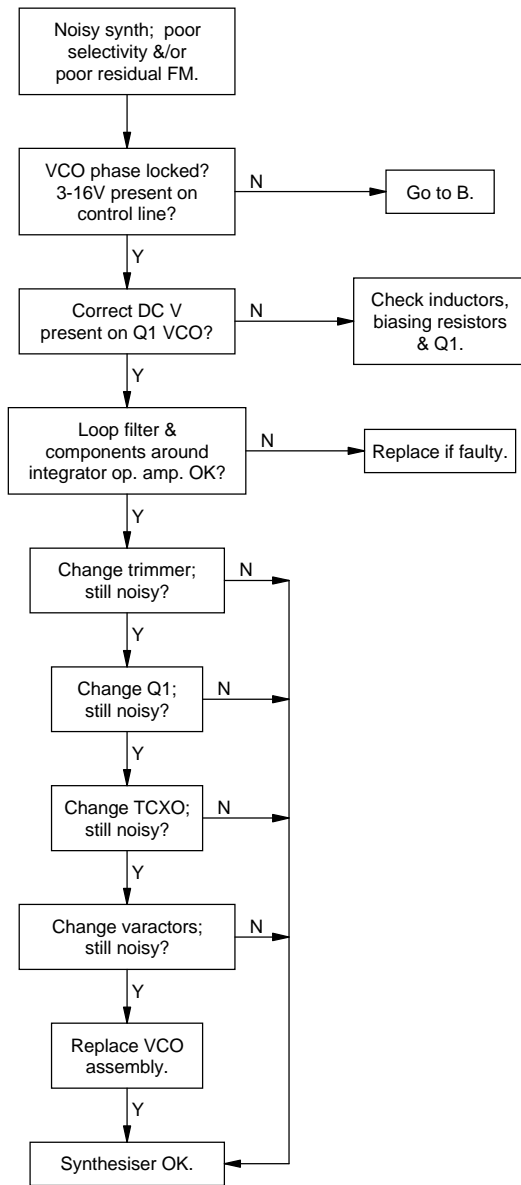 Noisy synth; poor
selectivity &/or
poor residual FM.
VCO phase locked?
3-16V present on
control line?
N
Go to B.
Y
Correct DC V
present on Q1 VCO?
N
Check inductors,
biasing resistors
& Q1.
Y
Loop filter &
components around
integrator op. amp. OK?
N
Replace if faulty.
Y
Change trimmer;
still noisy?
N
Y
Change Q1;
still noisy?
N
Y
Change TCXO;
still noisy?
N
Y
Change varactors;
still noisy?
N
Y
Replace VCO
assembly.
Y
Synthesiser OK.